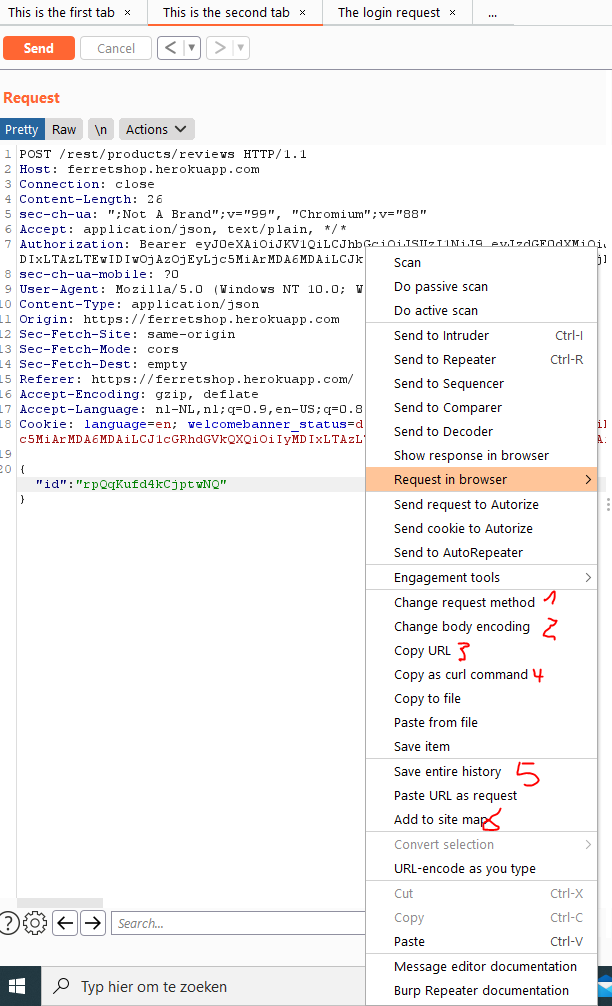 This is the first tab × This is the second tab × The login request × ...
Send Cancel < >
Request
Pretty Raw \n Actions
1 POST /rest/products/reviews HTTP/1.1
2 Host: ferretshop.herokuapp.com
3 Connection: close
4 Content-Length: 26
5 sec-ch-ua: ";Not A Brand";v="99", "Chromium";v="88"
6 Accept: application/json, text/plain, */*
7 Authorization: Bearer
8 sec-ch-ua-mobile: ?0
9 User-Agent: Mozilla/5.0 (Windows NT 10.0; W
10 Content-Type: application/json
11 Origin: https://ferretshop.herokuapp.com
12 Sec-Fetch-Site: same-origin
13 Sec-Fetch-Mode: cors
14 Sec-Fetch-Dest: empty
15 Referer: https://ferretshop.herokuapp.com/
16 Accept-Encoding: gzip, deflate
17 Accept-Language: nl-NL,nl;q=0.9,en-US;q=0.8
18 Cookie: language=en; welcomebanner_status=d
19
20 {
"id":"rpQqKufd4kCjptwNQ"
}
Scan
Do passive scan
Do active scan
Send to Intruder Ctrl-I
Send to Repeater Ctrl-R
Send to Sequencer
Send to Comparer
Send to Decoder
Show response in browser
Request in browser >
Send request to Autorize
Send cookie to Autorize
Send to AutoRepeater
Engagement tools >
Change request method 1
Change body encoding 2
Copy URL 3
Copy as curl command 4
Copy to file
Paste from file
Save item
Save entire history 5
Paste URL as request
Add to site map 6
Convert selection >
URL-encode as you type
Cut Ctrl-X
Copy Ctrl-C
Paste Ctrl-V
Message editor documentation
Burp Repeater documentation
? Search...
Typ hier om te zoeken